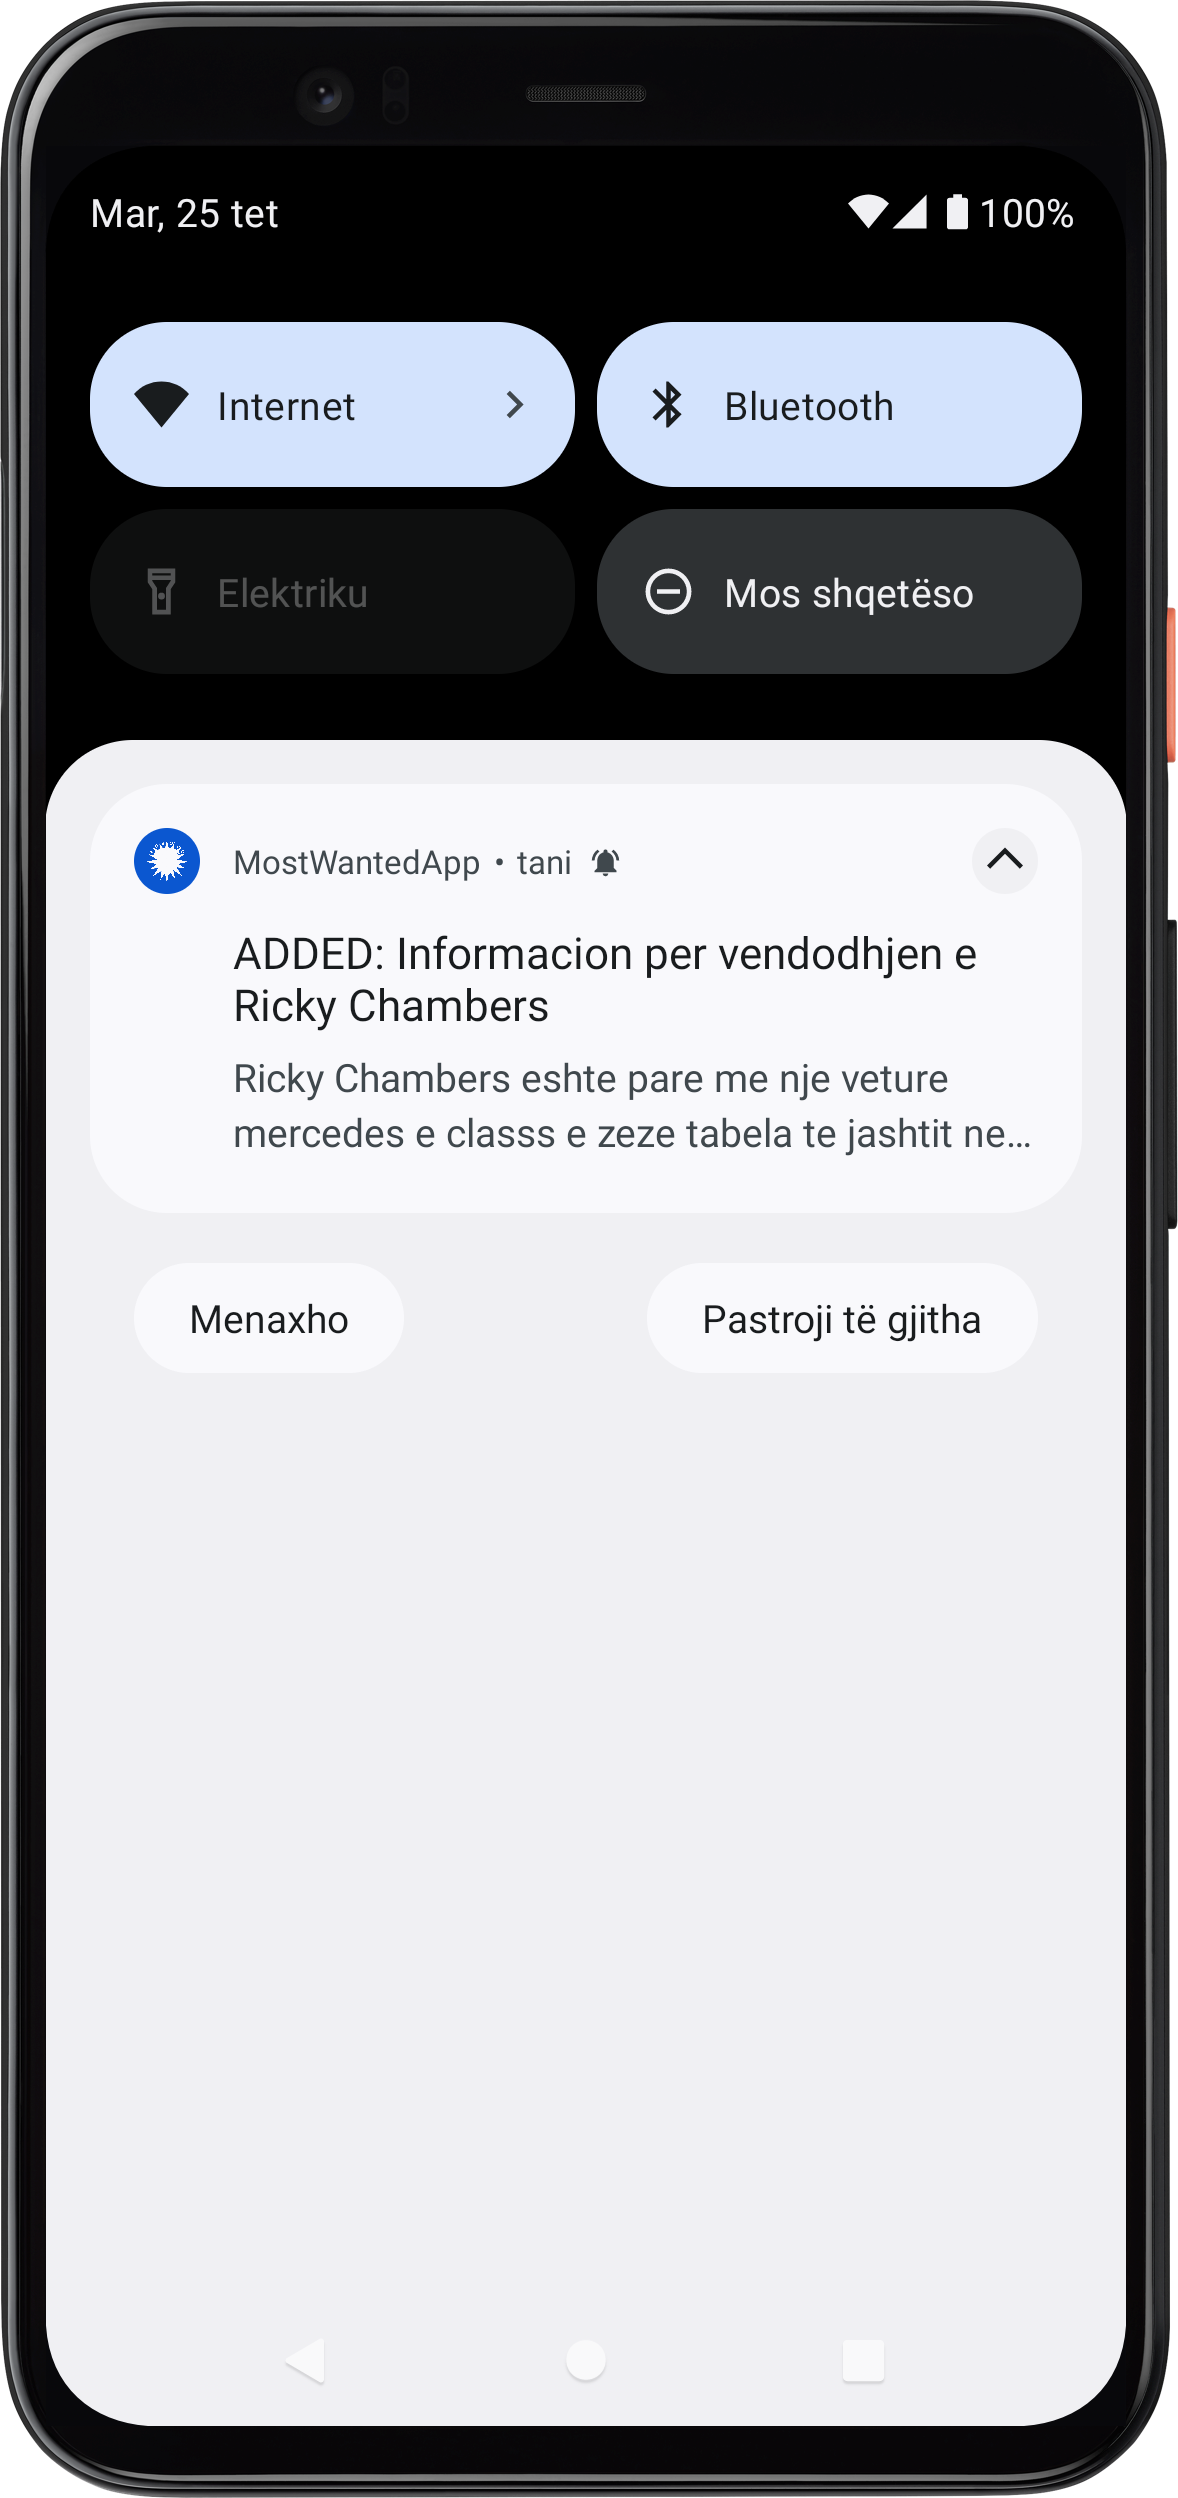 Mar, 25 tet
100%
Internet
Bluetooth
Elektriku
Mos shqetëso
MostWantedApp • tani
ADDED: Informacion per vendodhjen e
Ricky Chambers
Ricky Chambers eshte pare me nje veture
mercedes e classs e zeze tabela te jashtit ne...
Menaxho
Pastroji të gjitha